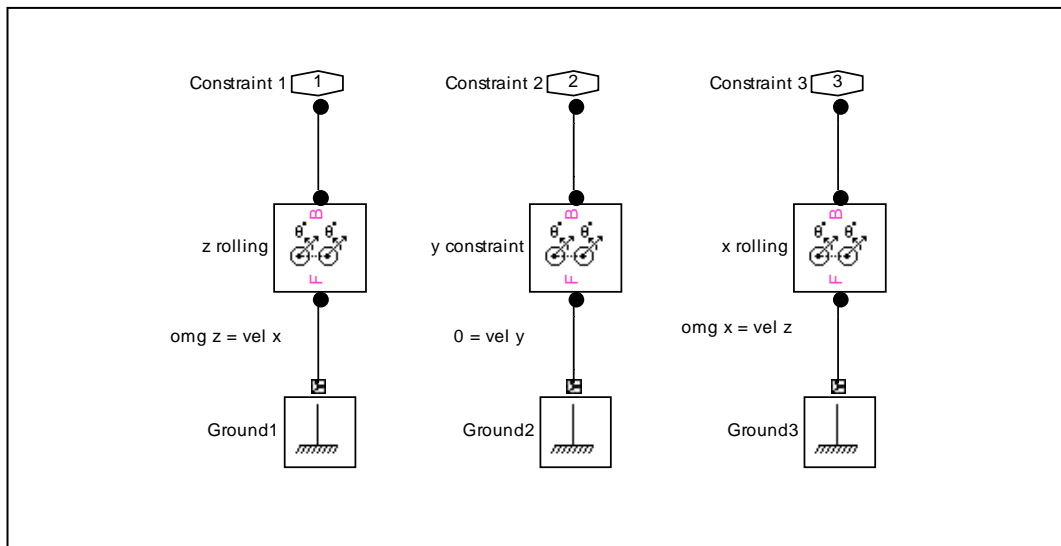 Constraint 1 1
Constraint 2 2
Constraint 3 3
B
B
B
θ θ
θ θ
θ θ
z rolling
y constraint
x rolling
F
F
F
omg z = vel x
0 = vel y
omg x = vel z
Ground1
Ground2
Ground3